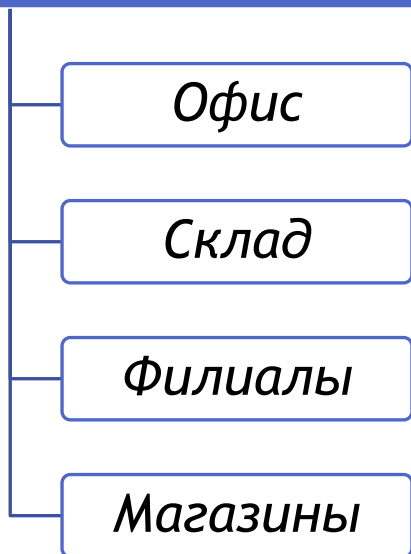 Офис
Склад
Филиалы
Магазины